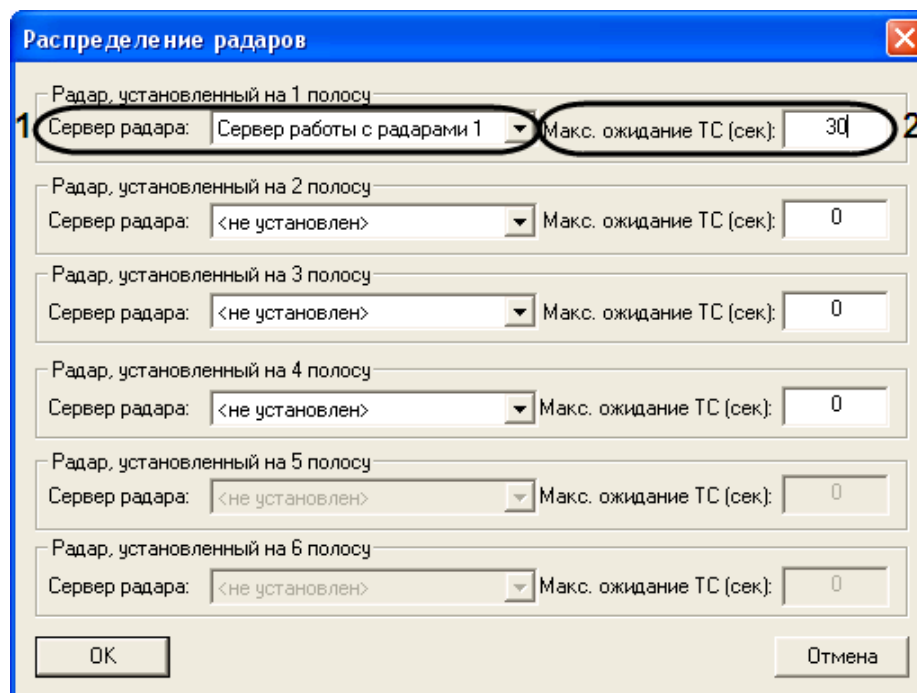 Распределение радаров
Радар, установленный на 1 полосу
1 Сервер радара: Сервер работы с радарами 1 Макс. ожидание ТС (сек): 30 2
Радар, установленный на 2 полосу
Сервер радара: <не установлен> Макс. ожидание ТС (сек): 0
Радар, установленный на 3 полосу
Сервер радара: <не установлен> Макс. ожидание ТС (сек): 0
Радар, установленный на 4 полосу
Сервер радара: <не установлен> Макс. ожидание ТС (сек): 0
Радар, установленный на 5 полосу
Сервер радара: <не установлен> Макс. ожидание ТС (сек): 0
Радар, установленный на 6 полосу
Сервер радара: <не установлен> Макс. ожидание ТС (сек): 0
OK Отмена